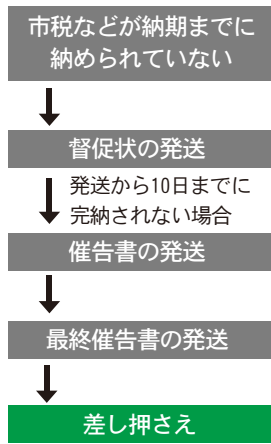 市税などが納期までに
納められていない
督促状の発送
発送から10日までに
完納されない場合
催告書の発送
最終催告書の発送
差し押さえ